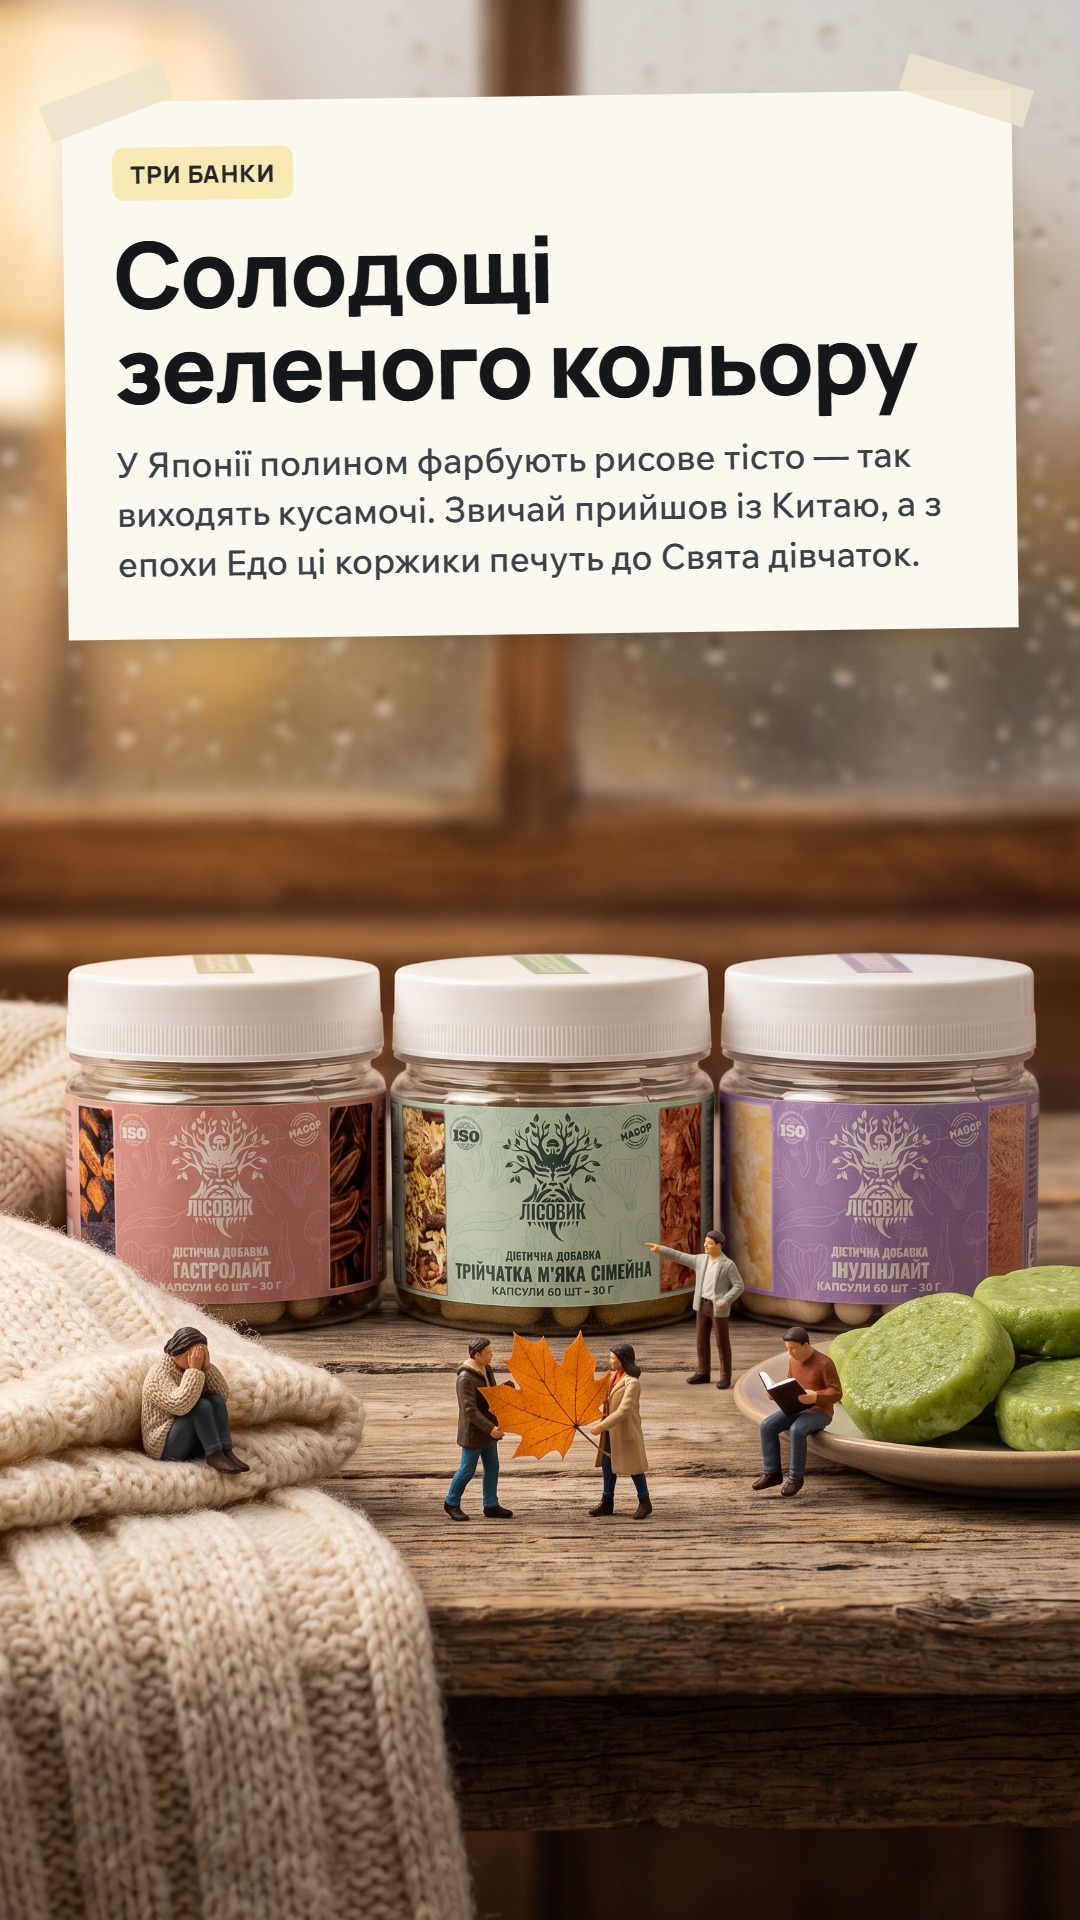 ТРИ БАНКИ
Солодощі
зеленого кольору
У Японії полином фарбують рисове тісто — так
виходять кусамочі. Звичай прийшов із Китаю, а з
епохи Едо ці коржики печуть до Свята дівчаток.
ISO
ЛІСОВИК
HACCP
ДІЄТИЧНА ДОБАВКА
ГАСТРОЛАЙТ
КАПСУЛИ 60 ШТ – 30 Г
ISO
ЛІСОВИК
HACCP
ДІЄТИЧНА ДОБАВКА
ТРІЙЧАТКА М'ЯКА СІМЕЙНА
КАПСУЛИ 60 ШТ – 30 Г
ISO
ЛІСОВИК
HACCP
ДІЄТИЧНА ДОБАВКА
ІНУЛІНЛАЙТ
КАПСУЛИ 60 ШТ – 30 Г